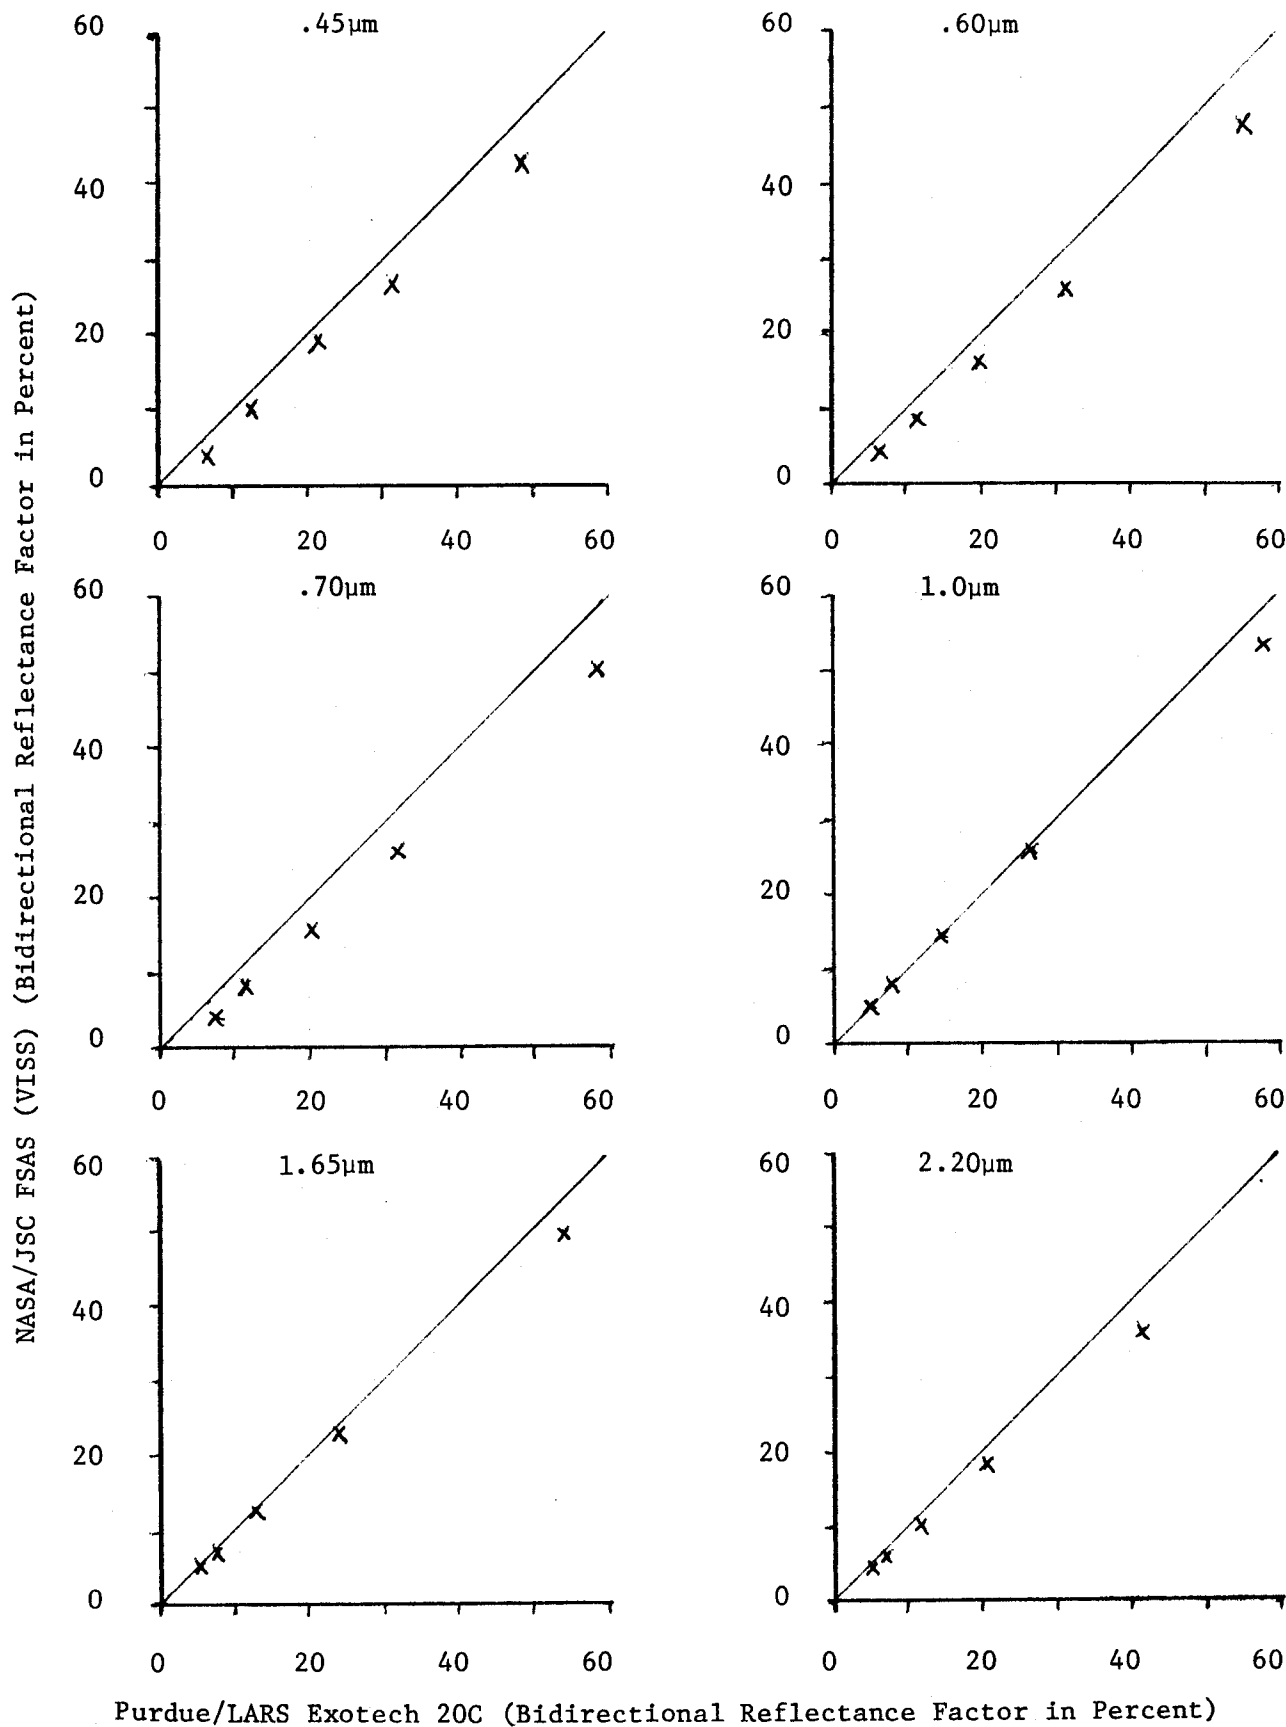 NASA/JSC FSAS (VISS) (Bidirectional Reflectance Factor in Percent)
.45µm
60
40
20
0
0 20 40 60
.60µm
60
40
20
0
0 20 40 60
.70µm
60
40
20
0
0 20 40 60
1.0µm
60
40
20
0
0 20 40 60
1.65µm
60
40
20
0
0 20 40 60
2.20µm
60
40
20
0
0 20 40 60
Purdue/LARS Exotech 20C (Bidirectional Reflectance Factor in Percent)